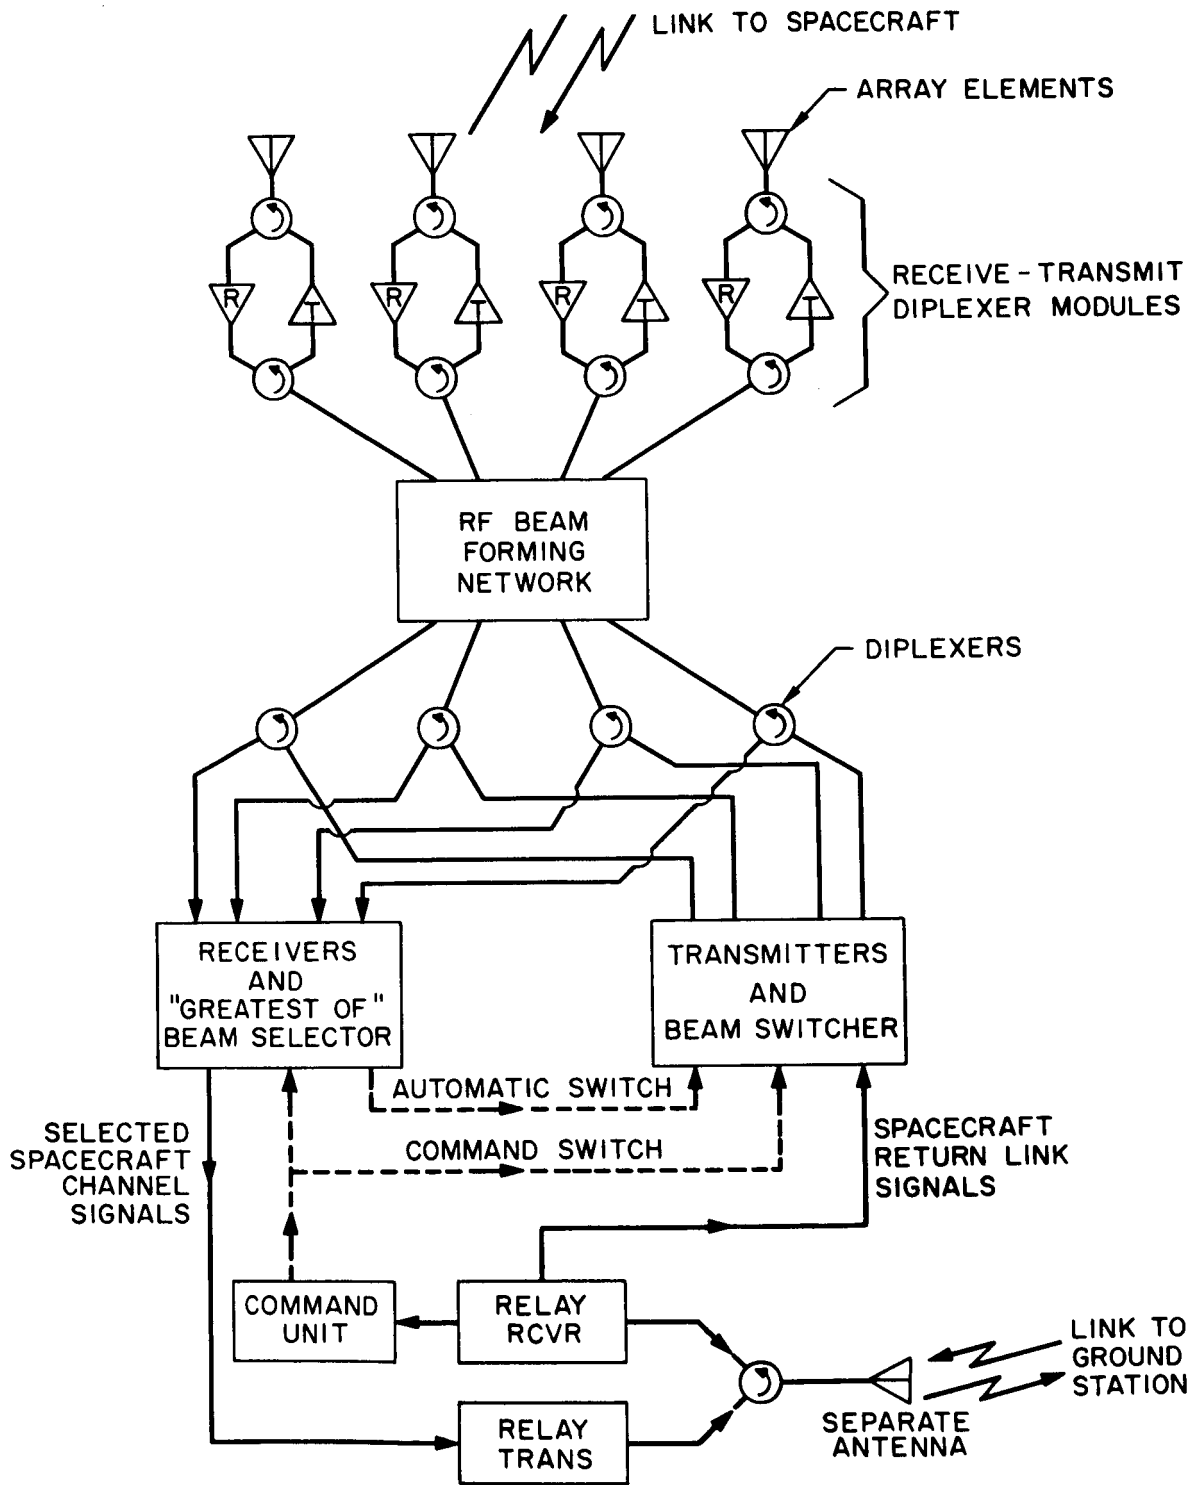 LINK TO SPACECRAFT
ARRAY ELEMENTS
RECEIVE-TRANSMIT
DIPLEXER MODULES
R
T
R
T
R
T
R
T
RF BEAM
FORMING
NETWORK
DIPLEXERS
RECEIVERS
AND
"GREATEST OF"
BEAM SELECTOR
TRANSMITTERS
AND
BEAM SWITCHER
AUTOMATIC SWITCH
COMMAND SWITCH
SELECTED
SPACECRAFT
CHANNEL
SIGNALS
SPACECRAFT
RETURN LINK
SIGNALS
COMMAND
UNIT
RELAY
RCVR
RELAY
TRANS
LINK TO
GROUND
STATION
SEPARATE
ANTENNA